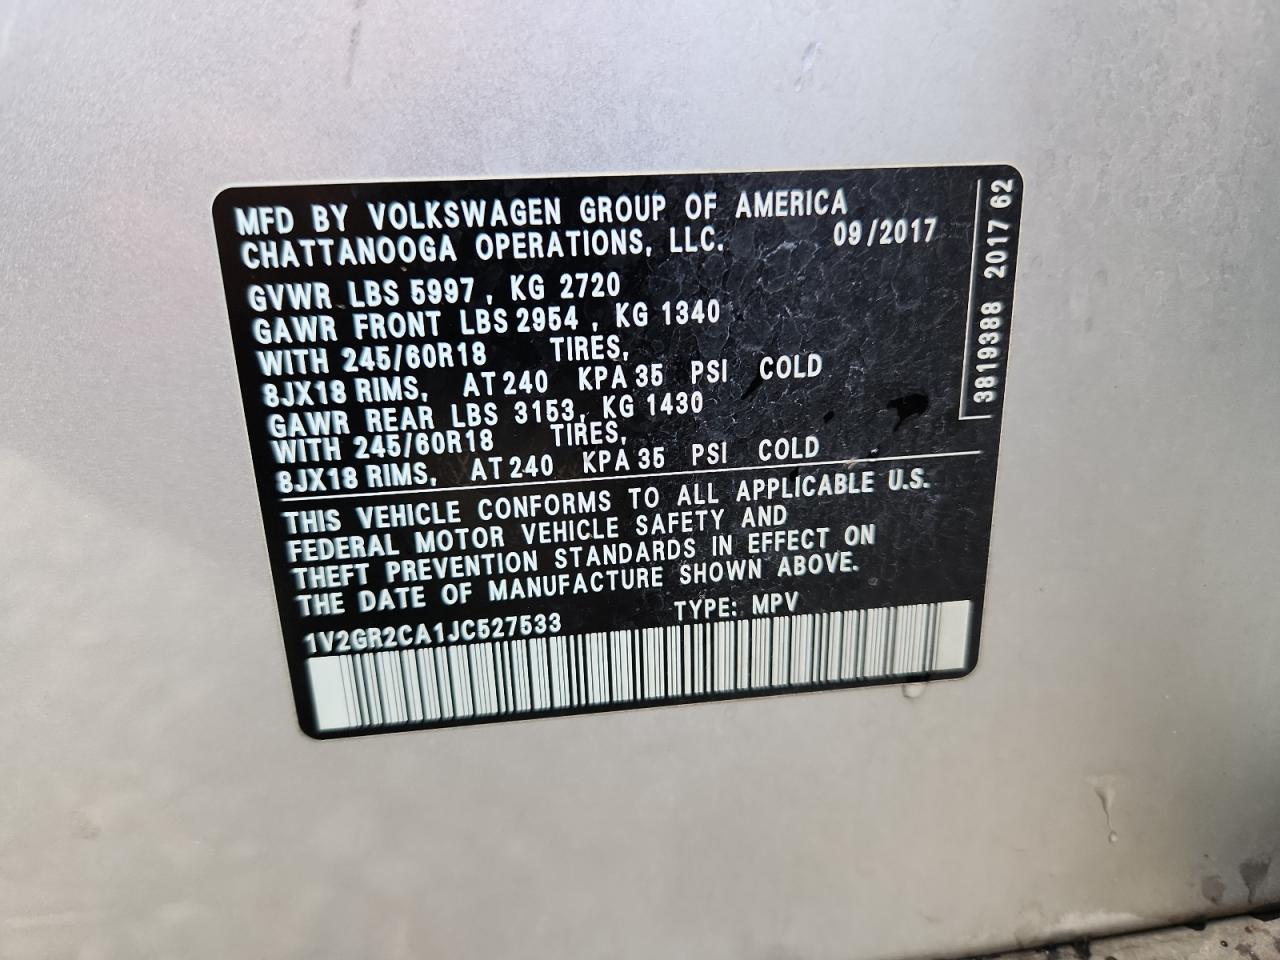 MFD BY VOLKSWAGEN GROUP OF AMERICA
CHATTANOOGA OPERATIONS, LLC. 09/2017
GVWR LBS 5997, KG 2720
GAWR FRONT LBS 2954, KG 1340
WITH 245/60R18 TIRES,
8JX18 RIMS, AT 240 KPA 35 PSI COLD
GAWR REAR LBS 3153, KG 1430
WITH 245/60R18 TIRES,
8JX18 RIMS, AT 240 KPA 35 PSI COLD
THIS VEHICLE CONFORMS TO ALL APPLICABLE U.S.
FEDERAL MOTOR VEHICLE SAFETY AND
THEFT PREVENTION STANDARDS IN EFFECT ON
THE DATE OF MANUFACTURE SHOWN ABOVE.
1V2GR2CA1JC527533 TYPE: MPV
3819388 2017 62